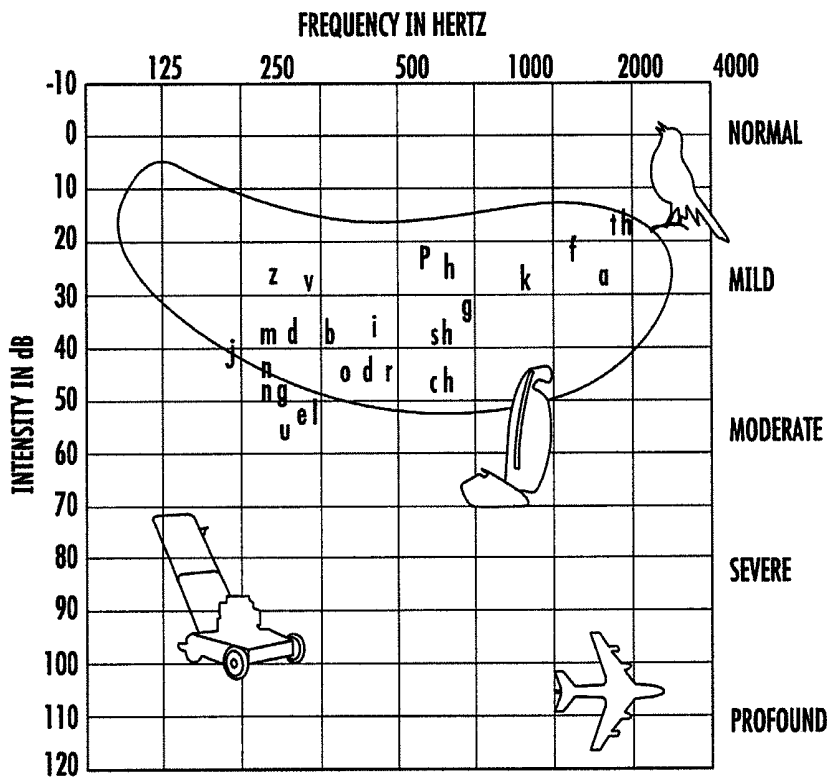 FREQUENCY IN HERTZ
125 250 500 1000 2000 4000
-10
0 NORMAL
10
th
20
P h f
z v k a MILD
30
g
m d b i sh
INTENSITY IN dB
40
j n o d r ch
ng
50
el
u MODERATE
60
70
80 SEVERE
90
100
110 PROFOUND
120